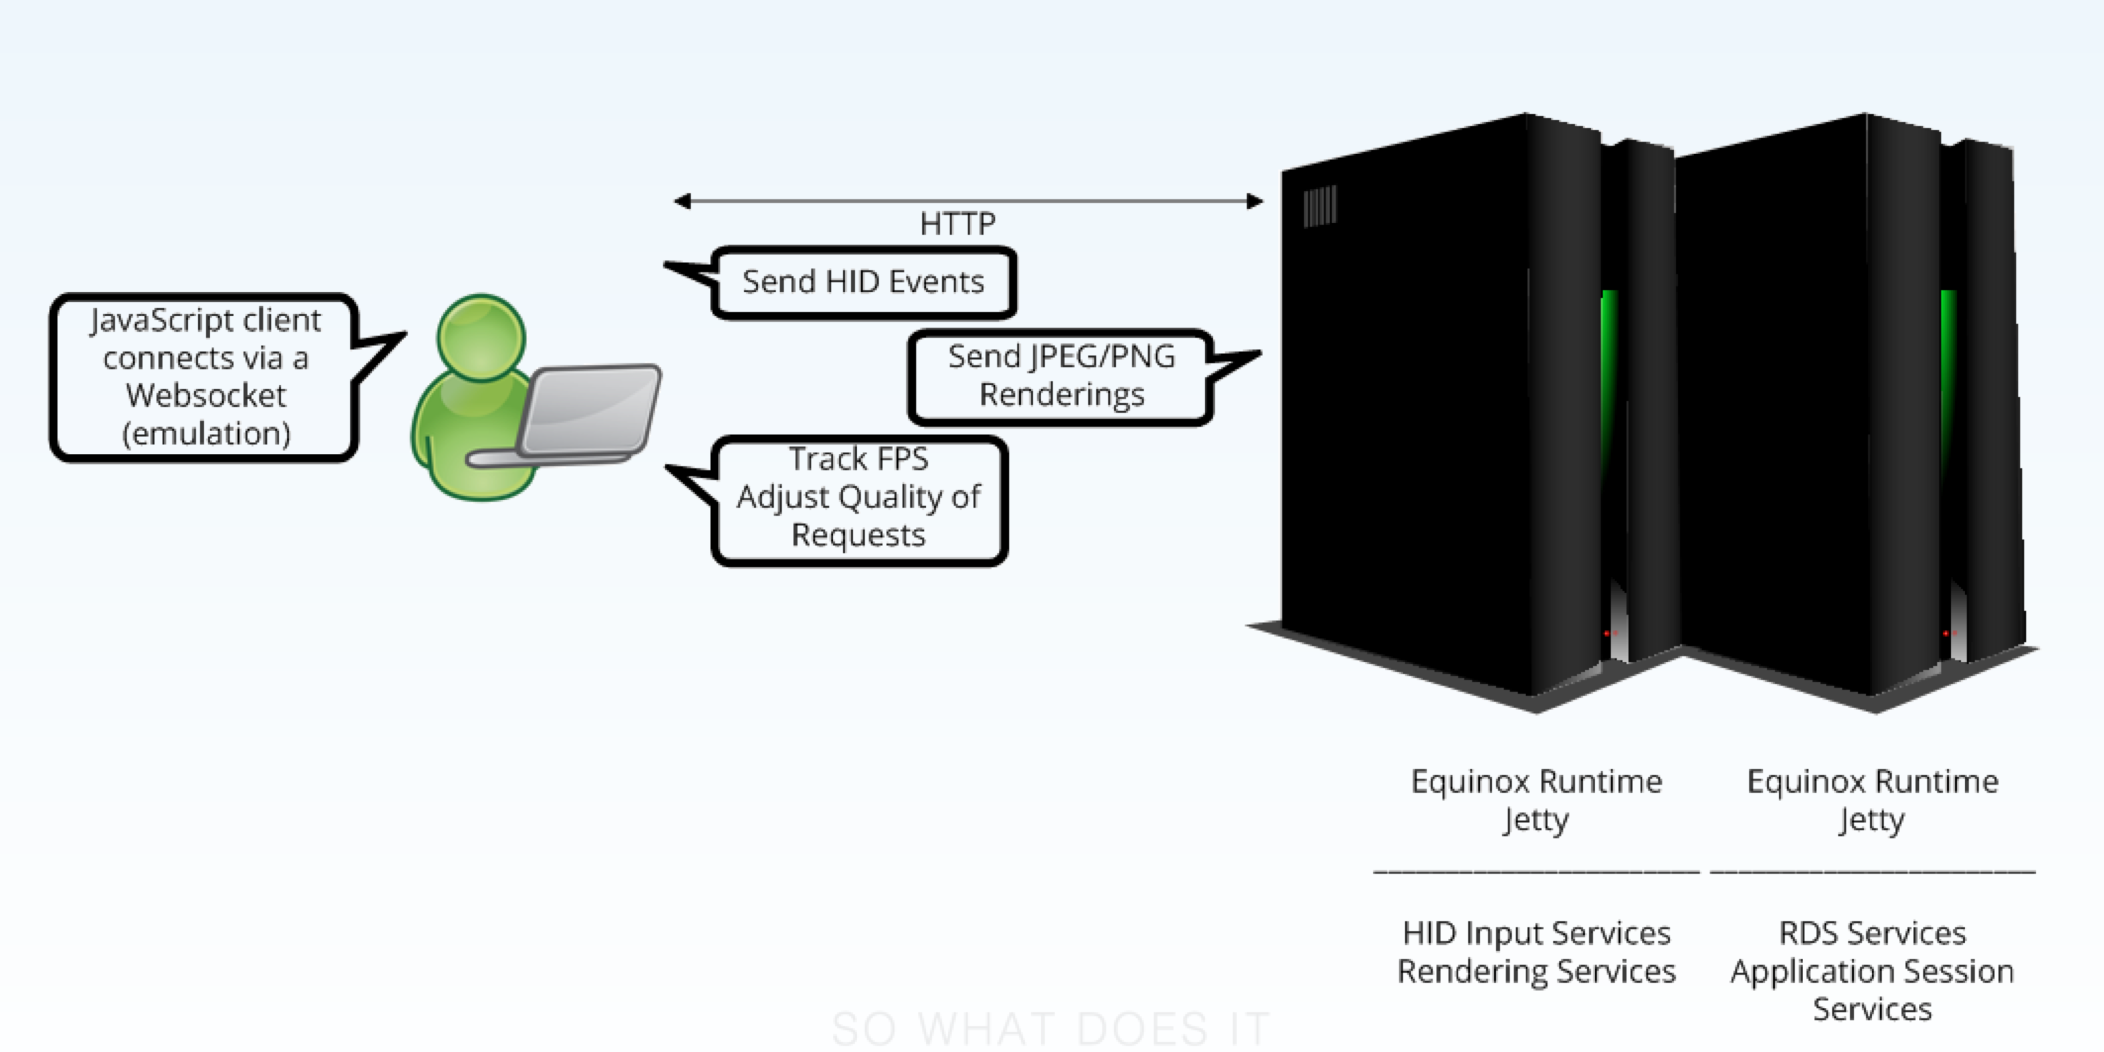 HTTP
Send HID Events
JavaScript client
connects via a
Websocket
(emulation)
Send JPEG/PNG
Renderings
Track FPS
Adjust Quality of
Requests
Equinox Runtime
Jetty
HID Input Services
Rendering Services
Equinox Runtime
Jetty
RDS Services
Application Session
Services
SO WHAT DOES IT